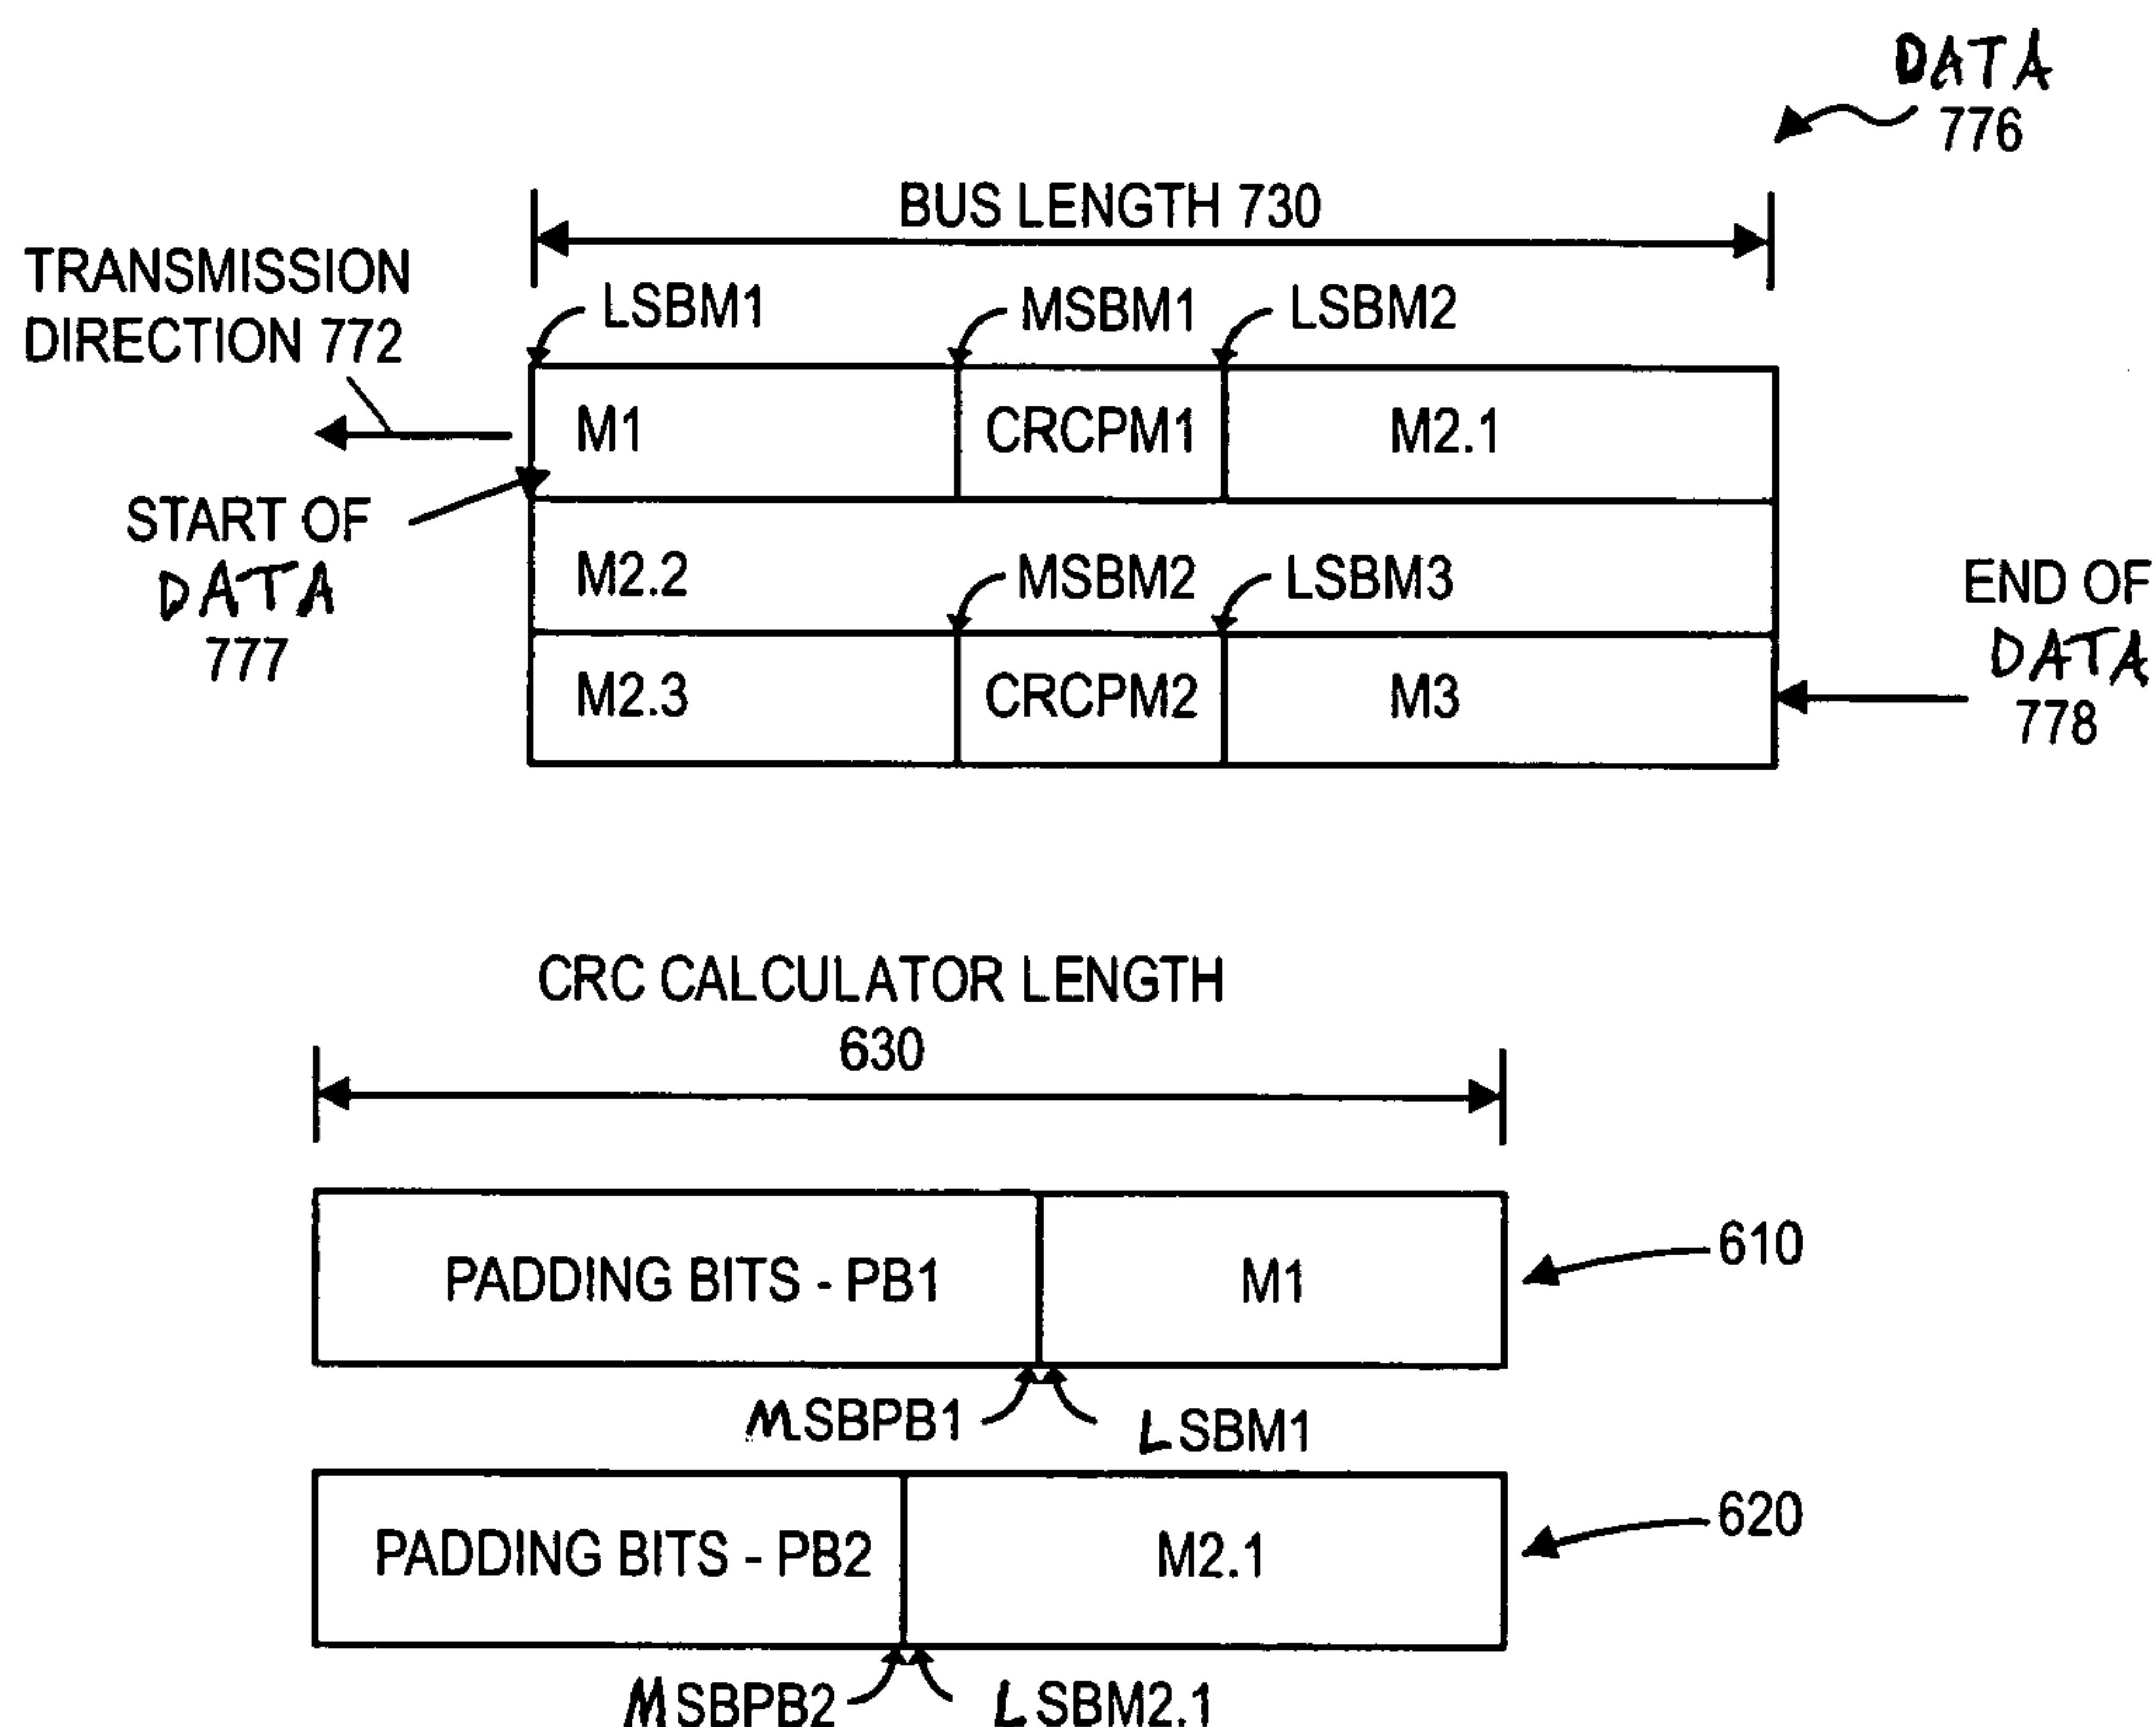 DATA
776
BUS LENGTH 730
TRANSMISSION
DIRECTION 772
LSBM1
MSBM1
LSBM2
M1
CRCPM1
M2.1
START OF
DATA
777
M2.2
MSBM2
LSBM3
END OF
DATA
778
M2.3
CRCPM2
M3
CRC CALCULATOR LENGTH
630
PADDING BITS - PB1
M1
610
MSBPB1
LSBM1
PADDING BITS - PB2
M2.1
620
MSBPB2
LSBM2.1